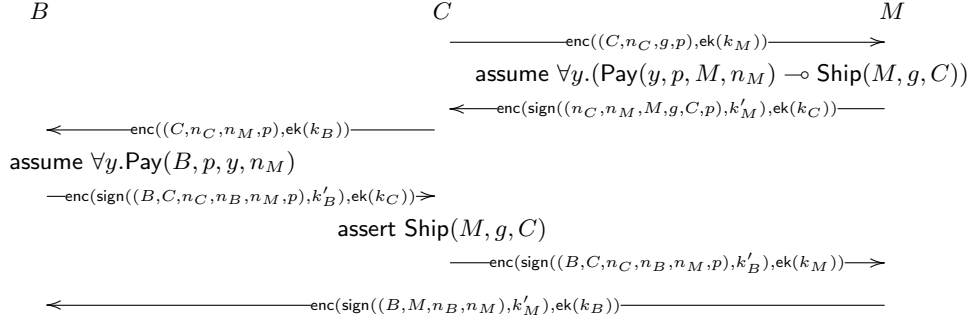 B C M
enc((C,n_C,g,p),ek(k_M))
assume ∀y.(Pay(y, p, M, n_M) ⊸ Ship(M, g, C))
enc(sign((n_C,n_M,M,g,C,p),k′_M),ek(k_C))
enc((C,n_C,n_M,p),ek(k_B))
assume ∀y.Pay(B, p, y, n_M)
enc(sign((B,C,n_C,n_B,n_M,p),k′_B),ek(k_C))
assert Ship(M, g, C)
enc(sign((B,C,n_C,n_B,n_M,p),k′_B),ek(k_M))
enc(sign((B,M,n_B,n_M),k′_M),ek(k_B))